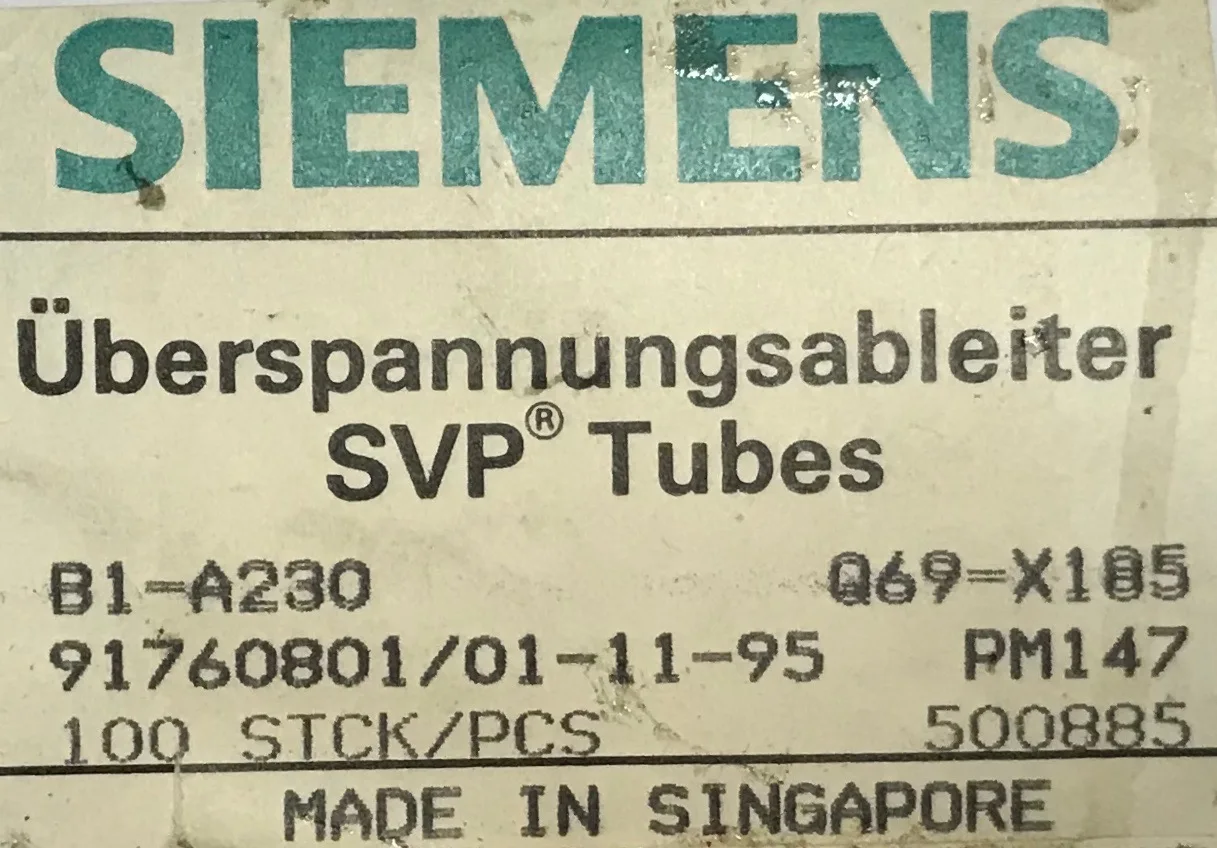 SIEMENS
Überspannungsableiter
SVP® Tubes
B1-A230 Q69-X185
91760801/01-11-95 PM147
100 STCK/PCS 500885
MADE IN SINGAPORE